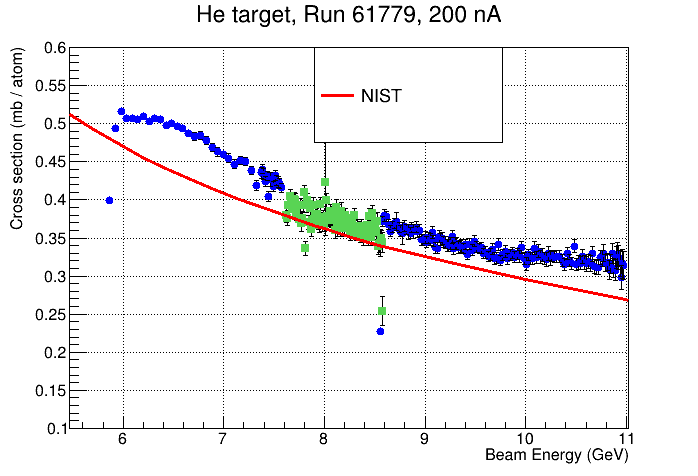 He target, Run 61779, 200 nA
Cross section (mb / atom)
0.6
0.55
0.5
0.45
0.4
0.35
0.3
0.25
0.2
0.15
0.1
NIST
6 7 8 9 10 11
Beam Energy (GeV)